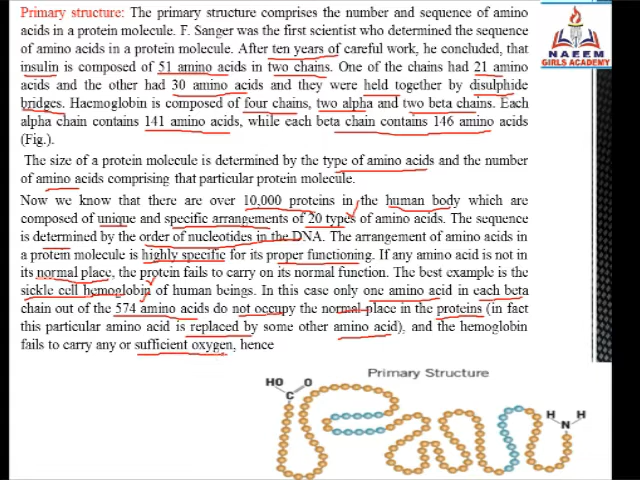 Primary structure: The primary structure comprises the number and sequence of amino
acids in a protein molecule. F. Sanger was the first scientist who determined the sequence
of amino acids in a protein molecule. After ten years of careful work, he concluded, that
insulin is composed of 51 amino acids in two chains. One of the chains had 21 amino
acids and the other had 30 amino acids and they were held together by disulphide
bridges. Haemoglobin is composed of four chains, two alpha and two beta chains. Each
alpha chain contains 141 amino acids, while each beta chain contains 146 amino acids
(Fig.).
The size of a protein molecule is determined by the type of amino acids and the number
of amino acids comprising that particular protein molecule.
Now we know that there are over 10,000 proteins in the human body which are
composed of unique and specific arrangements of 20 types of amino acids. The sequence
is determined by the order of nucleotides in the DNA. The arrangement of amino acids in
a protein molecule is highly specific for its proper functioning. If any amino acid is not in
its normal place, the protein fails to carry on its normal function. The best example is the
sickle cell hemoglobin of human beings. In this case only one amino acid in each beta
chain out of the 574 amino acids do not occupy the normal place in the proteins (in fact
this particular amino acid is replaced by some other amino acid), and the hemoglobin
fails to carry any or sufficient oxygen, hence
NAEEM
GIRLS ACADEMY
Primary Structure
HO O
C
H H
N